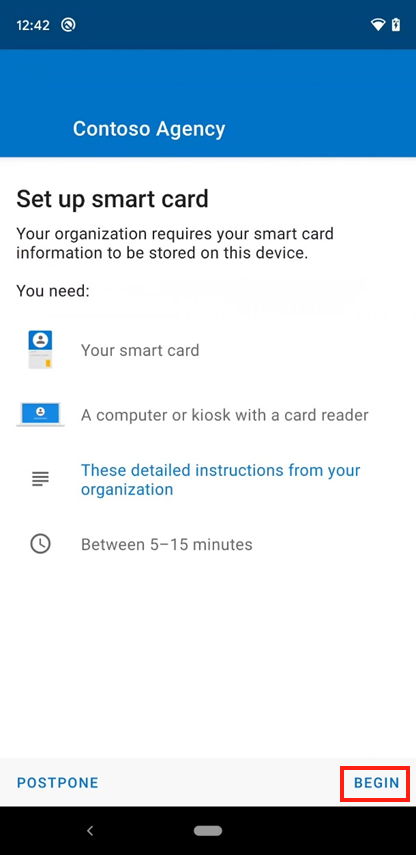 12:42
Contoso Agency
Set up smart card
Your organization requires your smart card
information to be stored on this device.
You need:
Your smart card
A computer or kiosk with a card reader
These detailed instructions from your
organization
Between 5–15 minutes
POSTPONE
BEGIN